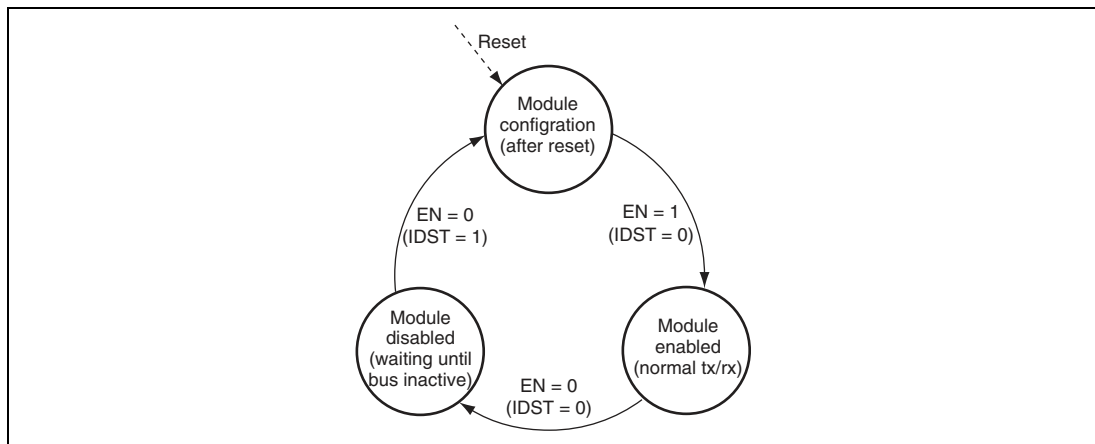 Reset
Module
configration
(after reset)
EN = 0
(IDST = 1)
EN = 1
(IDST = 0)
Module
disabled
(waiting until
bus inactive)
Module
enabled
(normal tx/rx)
EN = 0
(IDST = 0)